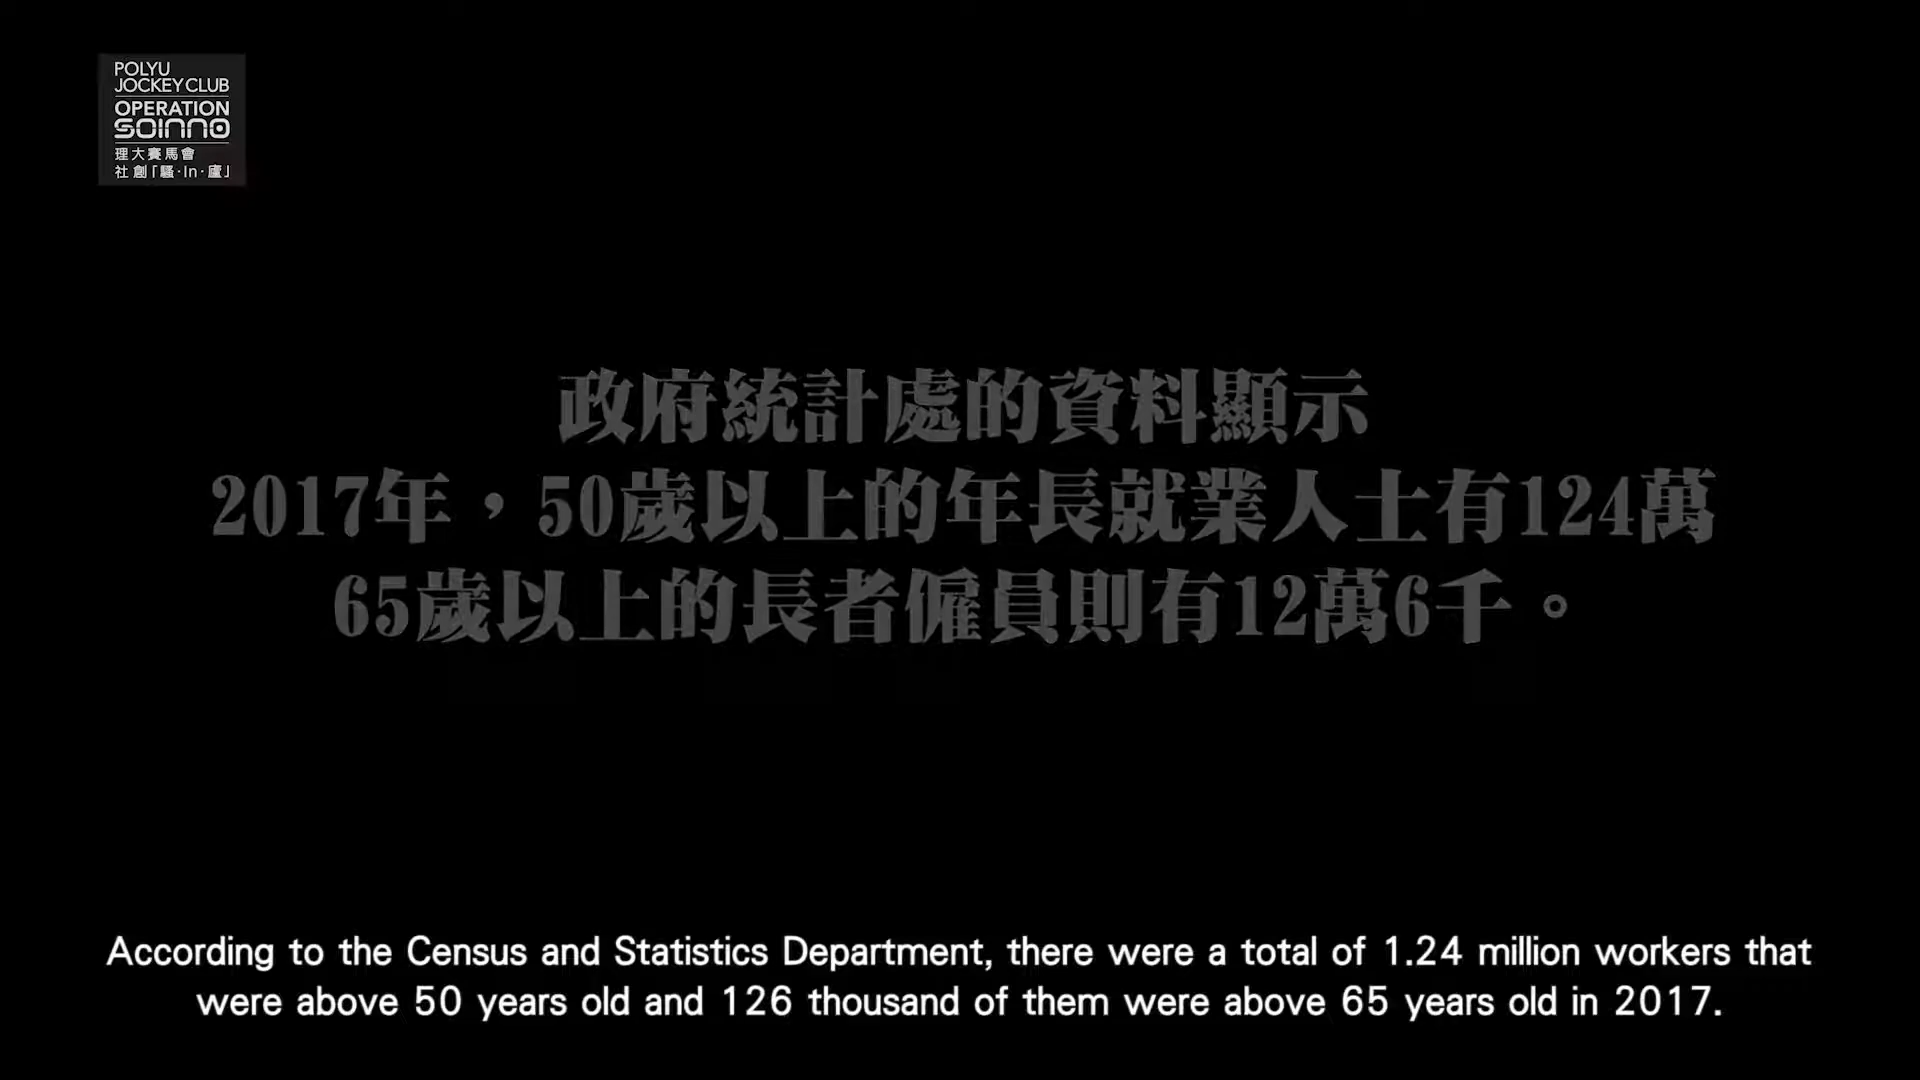 POLYU
JOCKEY CLUB
OPERATION
SOINNO
理大賽馬會
社創「騷·In·廬」
政府統計處的資料顯示
2017年，50歲以上的年長就業人士有124萬
65歲以上的長者僱員則有12萬6千。
According to the Census and Statistics Department, there were a total of 1.24 million workers that
were above 50 years old and 126 thousand of them were above 65 years old in 2017.